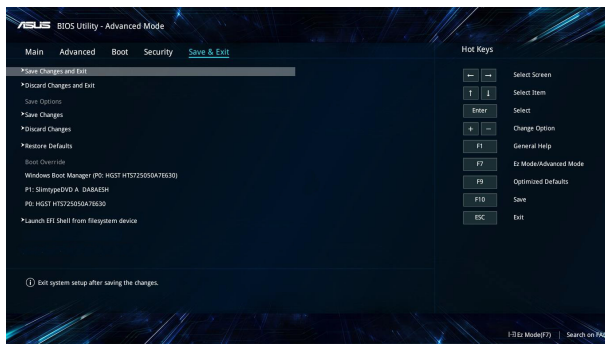 ASUS BIOS Utility - Advanced Mode
Main Advanced Boot Security Save & Exit
Save Changes and Exit
Discard Changes and Exit
Save Options
Save Changes
Discard Changes
Restore Defaults
Boot Override
Windows Boot Manager (P0: HGST HTS725050A7E630)
P1: SlimtypeDVD A DA8AESH
P0: HGST HTS725050A7E630
Launch EFI Shell from filesystem device
Exit system setup after saving the changes.
Hot Keys
← → Select Screen
↑ ↓ Select Item
Enter Select
+ − Change Option
F1 General Help
F7 Ez Mode/Advanced Mode
F9 Optimized Defaults
F10 Save
ESC Exit
Ez Mode(F7) | Search on FAQ